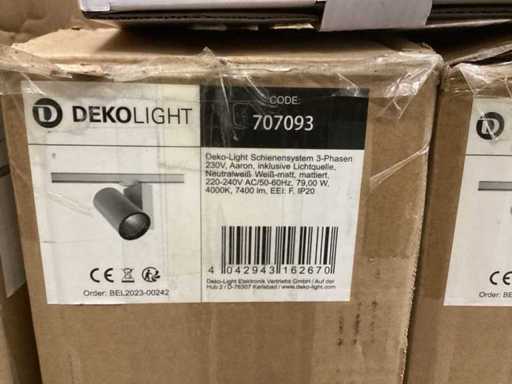 DEKOLIGHT
CODE:
707093
Deko-Light Schienensystem 3-Phasen
230V, Aaron, inklusive Lichtquelle,
Neutralweiß Weiß-matt, mattiert,
220-240V AC/50-60Hz, 79,00 W,
4000K, 7400 lm, EEI: F, IP20
4 042943 162670
CE
Order: BEL2023-00242
Deko-Light Elektronik Vertriebs GmbH / Auf der
Hub 2 / D-76307 Karlsbad / www.deko-light.com